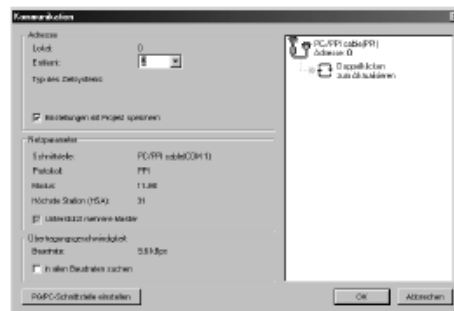 Kommunikation
Adresse
Lokal: 0
Entfernt:
Typ des Zielsystems:
Einstellungen mit Projekt speichern
Netzparameter
Schnittstelle: PC/PPI cable(COM 1)
Protokoll: PPI
Modus: 11-Bit
Höchste Station (HSA): 31
Unterstützt mehrere Master
Übertragungsgeschwindigkeit
Baudrate: 9,6 kBps
In allen Baudraten suchen
PG/PC-Schnittstelle einstellen
PC/PPI cable(PPI)
Adresse: 0
Doppelklicken
zum Aktualisieren
OK
Abbrechen